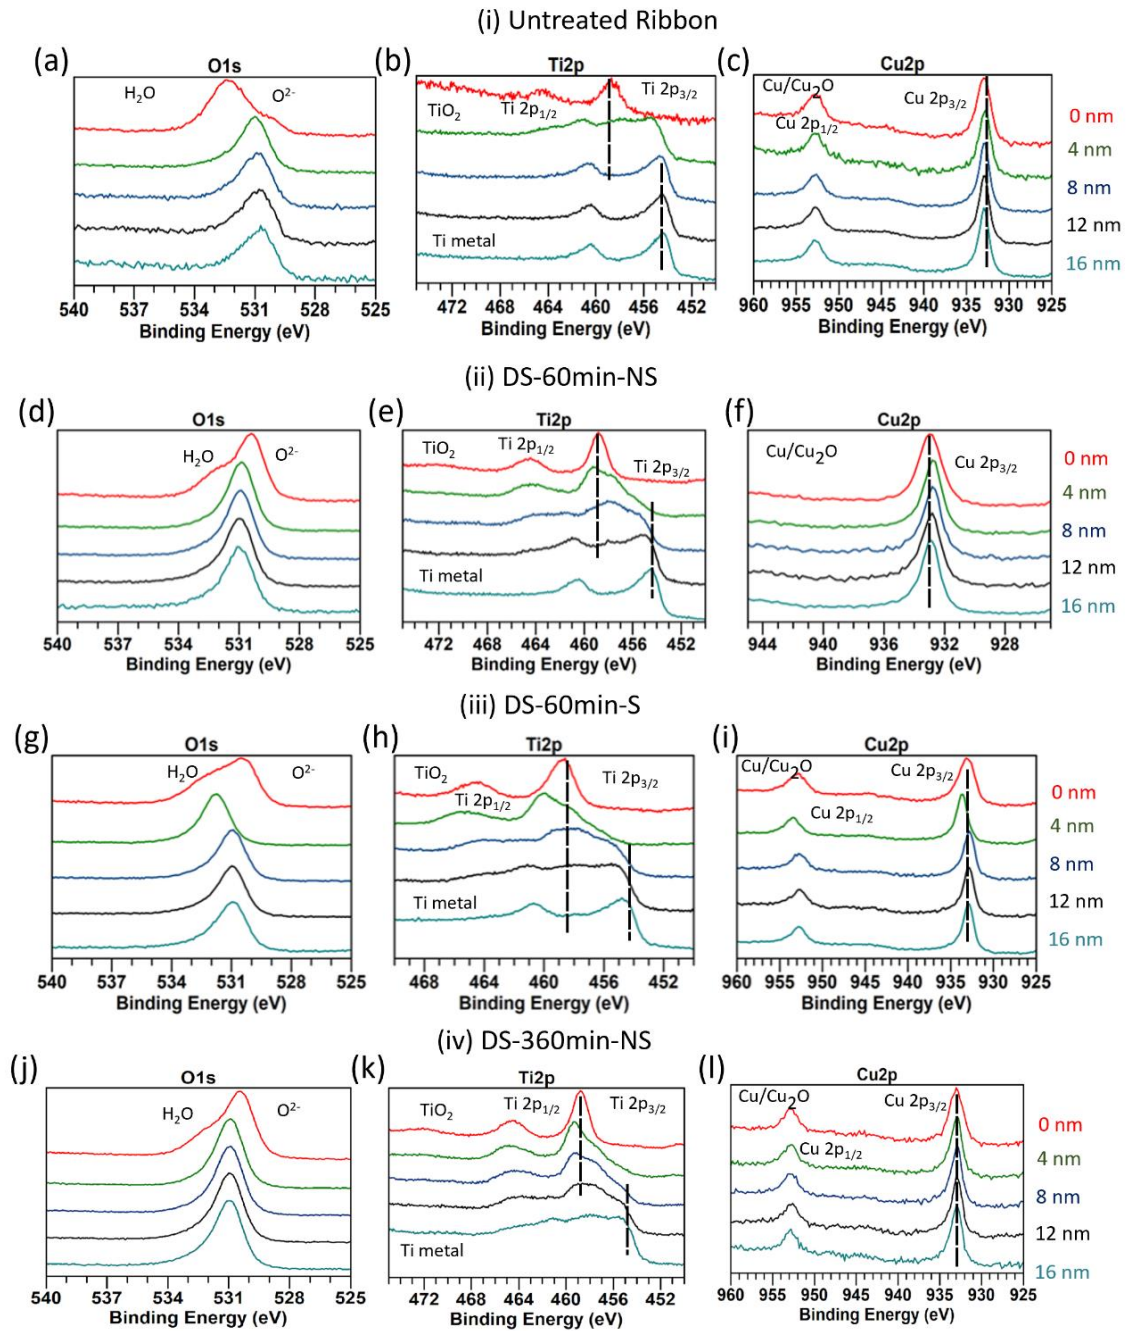 (i) Untreated Ribbon
(a)
O1s
H₂O
O²⁻
540 537 534 531 528 525
Binding Energy (eV)
(b)
Ti2p
TiO₂
Ti 2p₁/₂
Ti 2p₃/₂
Ti metal
472 468 464 460 456 452
Binding Energy (eV)
(c)
Cu2p
Cu/Cu₂O
Cu 2p₃/₂
Cu 2p₁/₂
960 955 950 945 940 935 930 925
Binding Energy (eV)
0 nm
4 nm
8 nm
12 nm
16 nm
(ii) DS-60min-NS
(d)
O1s
H₂O
O²⁻
540 537 534 531 528 525
Binding Energy (eV)
(e)
Ti2p
TiO₂
Ti 2p₁/₂
Ti 2p₃/₂
Ti metal
472 468 464 460 456 452
Binding Energy (eV)
(f)
Cu2p
Cu/Cu₂O
Cu 2p₃/₂
944 940 936 932 928
Binding Energy (eV)
0 nm
4 nm
8 nm
12 nm
16 nm
(iii) DS-60min-S
(g)
O1s
H₂O
O²⁻
540 537 534 531 528 525
Binding Energy (eV)
(h)
Ti2p
TiO₂
Ti 2p₃/₂
Ti 2p₁/₂
Ti metal
468 464 460 456 452
Binding Energy (eV)
(i)
Cu2p
Cu/Cu₂O
Cu 2p₃/₂
Cu 2p₁/₂
960 955 950 945 940 935 930 925
Binding Energy (eV)
0 nm
4 nm
8 nm
12 nm
16 nm
(iv) DS-360min-NS
(j)
O1s
H₂O
O²⁻
540 537 534 531 528 525
Binding Energy (eV)
(k)
Ti2p
TiO₂
Ti 2p₁/₂
Ti 2p₃/₂
Ti metal
472 468 464 460 456 452
Binding Energy (eV)
(l)
Cu2p
Cu/Cu₂O
Cu 2p₃/₂
Cu 2p₁/₂
960 955 950 945 940 935 930 925
Binding Energy (eV)
0 nm
4 nm
8 nm
12 nm
16 nm